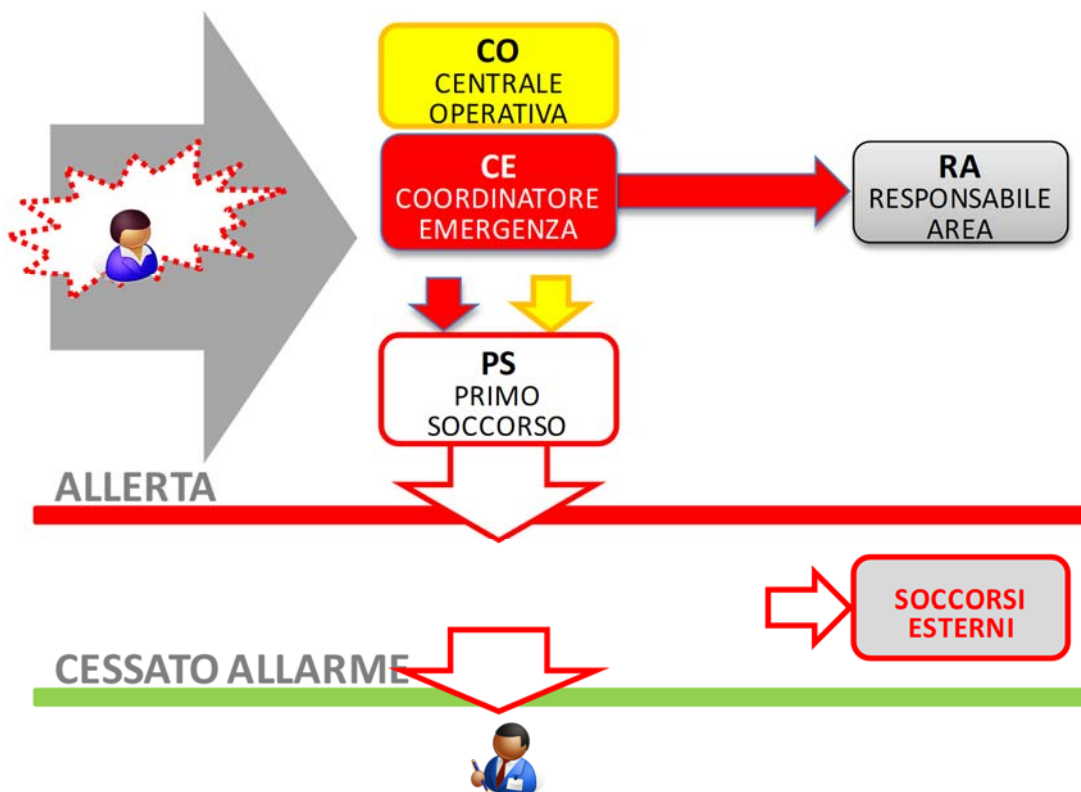 CO
CENTRALE
OPERATIVA
CE
COORDINATORE
EMERGENZA
RA
RESPONSABILE
AREA
PS
PRIMO
SOCCORSO
ALLERTA
SOCCORSI
ESTERNI
CESSATO ALLARME